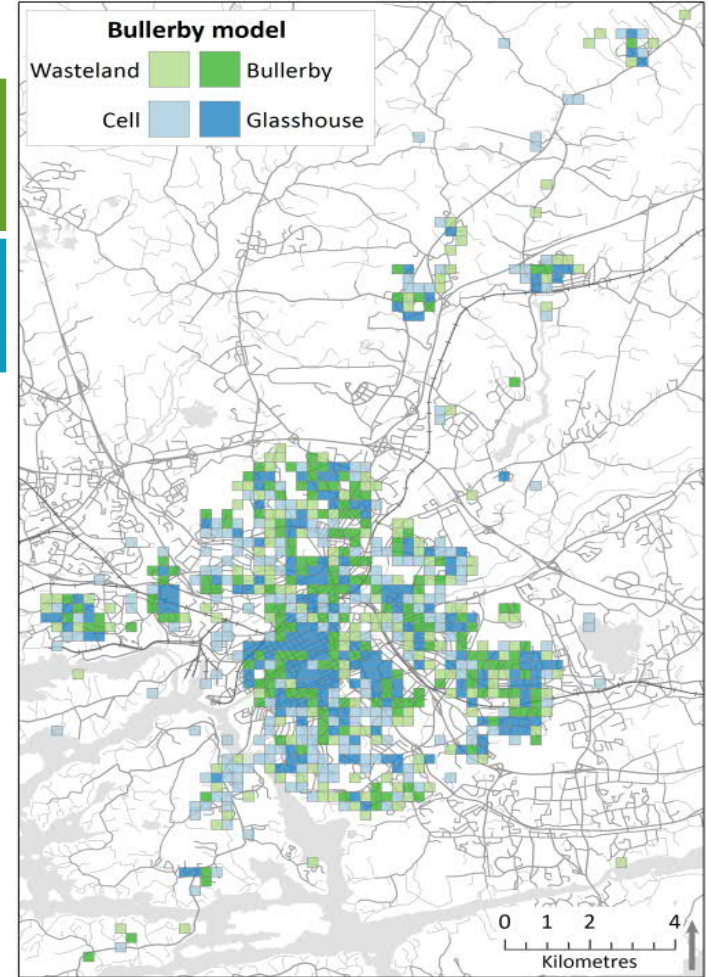 Bullerby model
Wasteland Bullerby
Cell Glasshouse
0 1 2 4
Kilometres